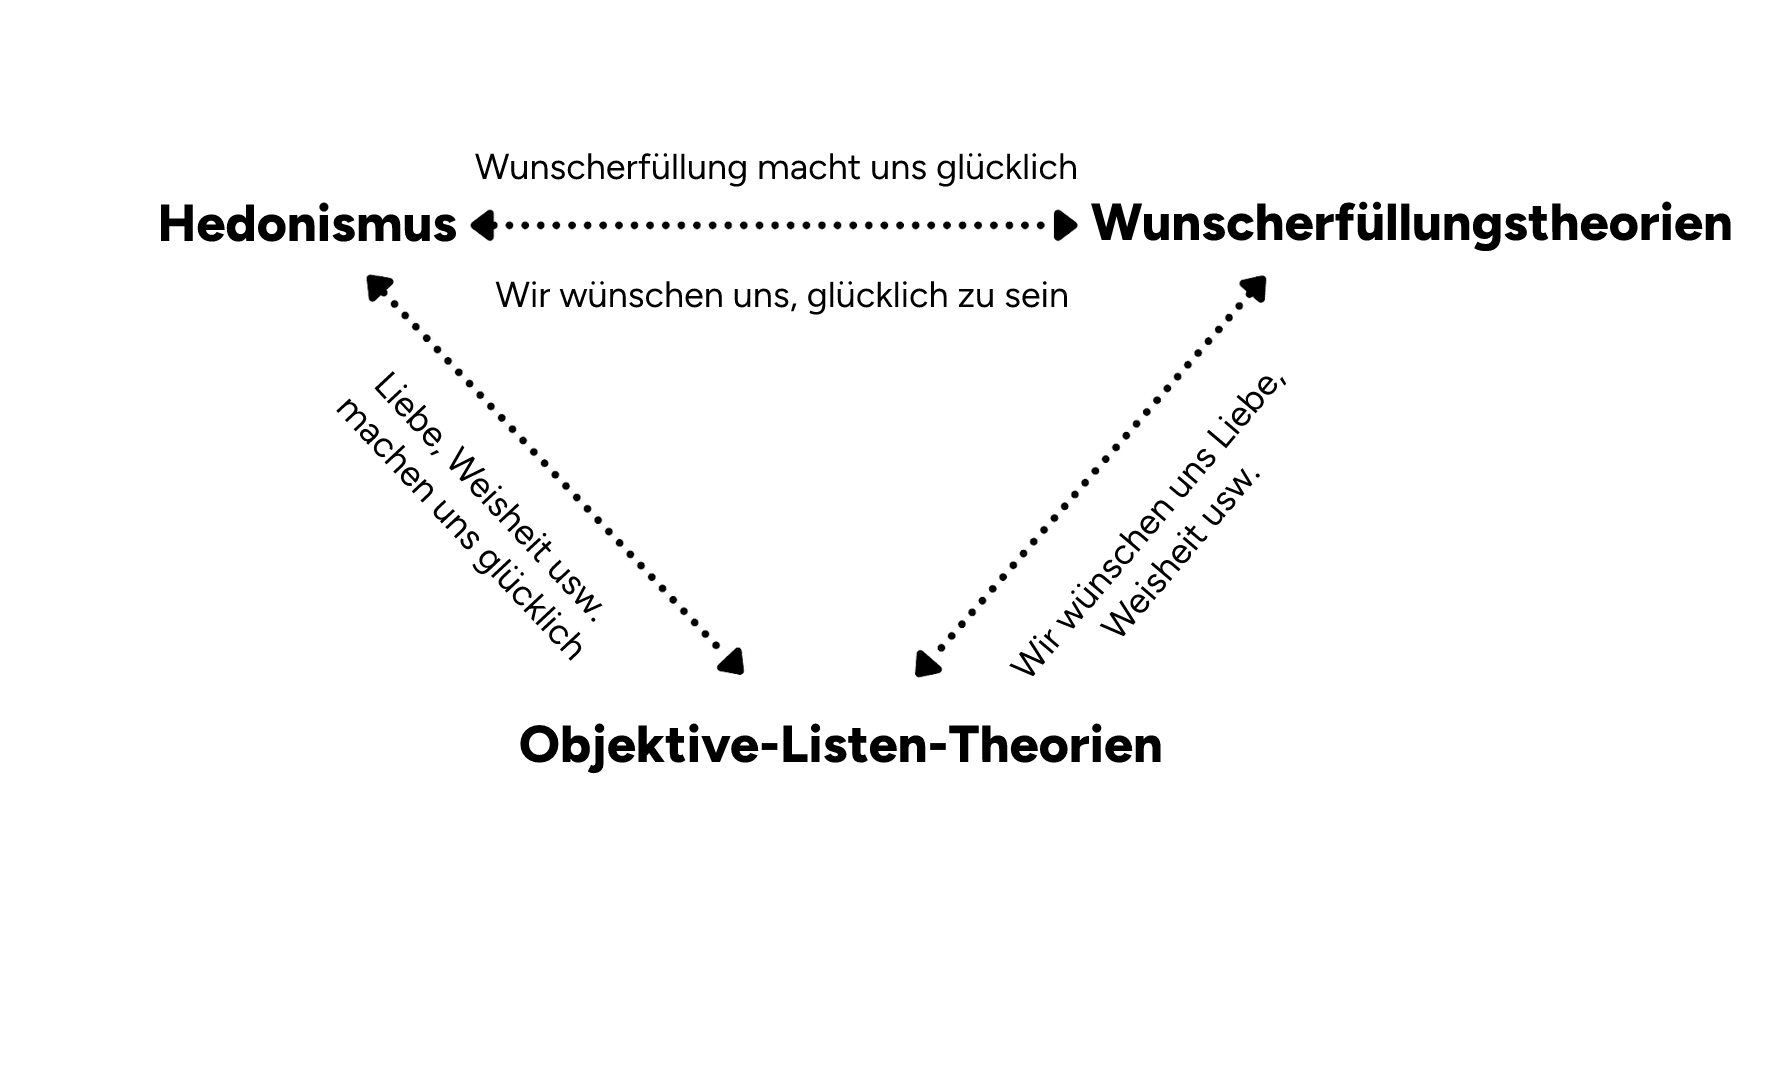 Wunscherfüllung macht uns glücklich
Hedonismus
Wunscherfüllungstheorien
Wir wünschen uns, glücklich zu sein
Liebe, Weisheit usw.
machen uns glücklich
Wir wünschen uns Liebe,
Weisheit usw.
Objektive-Listen-Theorien